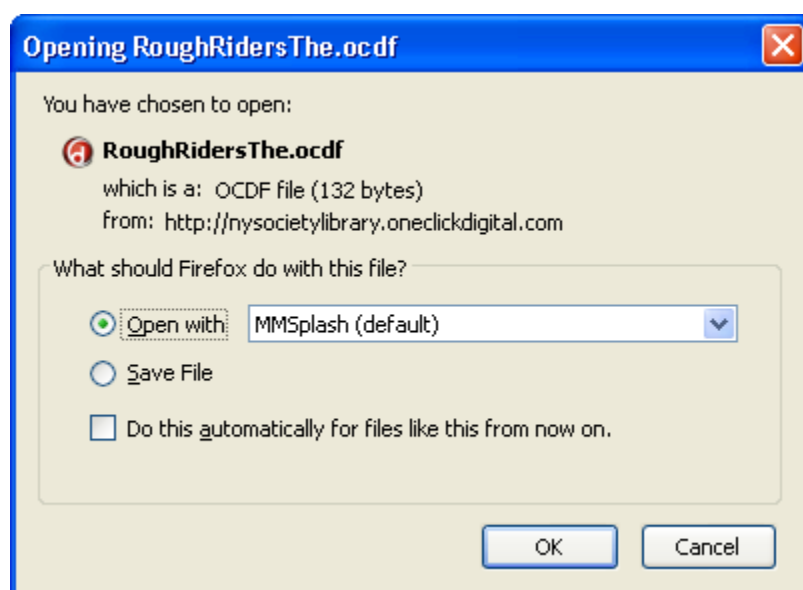 Opening RoughRidersThe.ocdf
You have chosen to open:
RoughRidersThe.ocdf
which is a: OCDF file (132 bytes)
from: http://nysocietylibrary.oneclickdigital.com
What should Firefox do with this file?
Open with MMSplash (default)
Save File
Do this automatically for files like this from now on.
OK Cancel